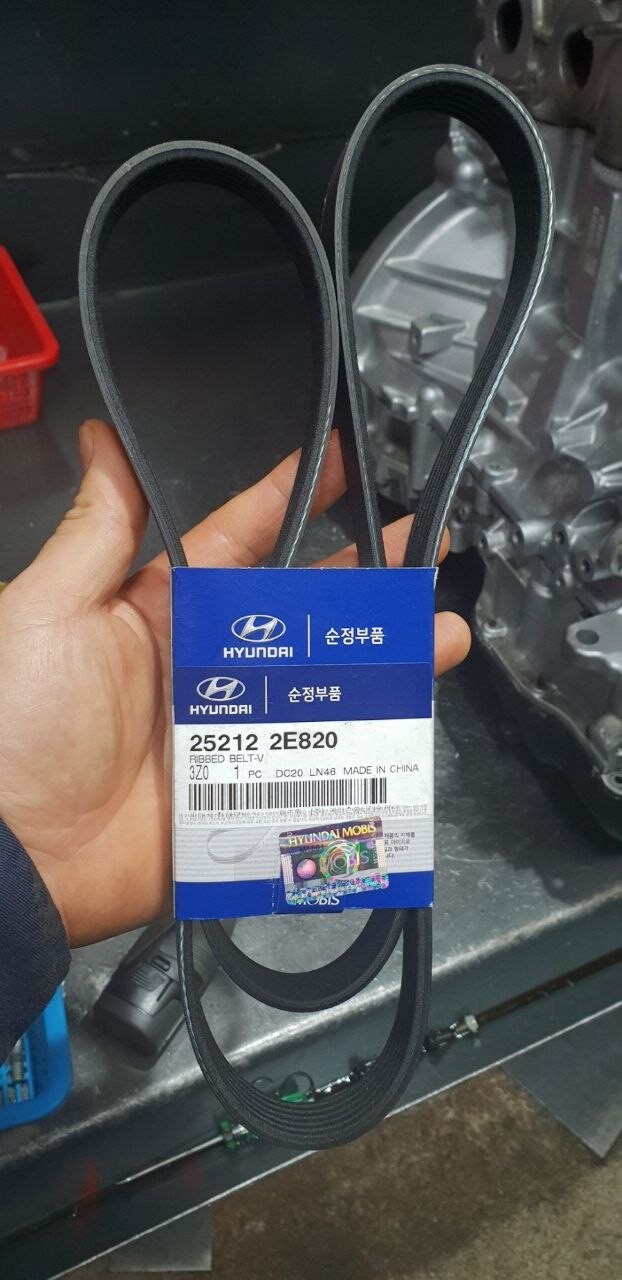 HYUNDAI 순정부품
HYUNDAI 순정부품
25212 2E820
RIBBED BELT-V
3Z0 1 PC DC20 LN46 MADE IN CHINA
HYUNDAI MOBIS
MOBIS